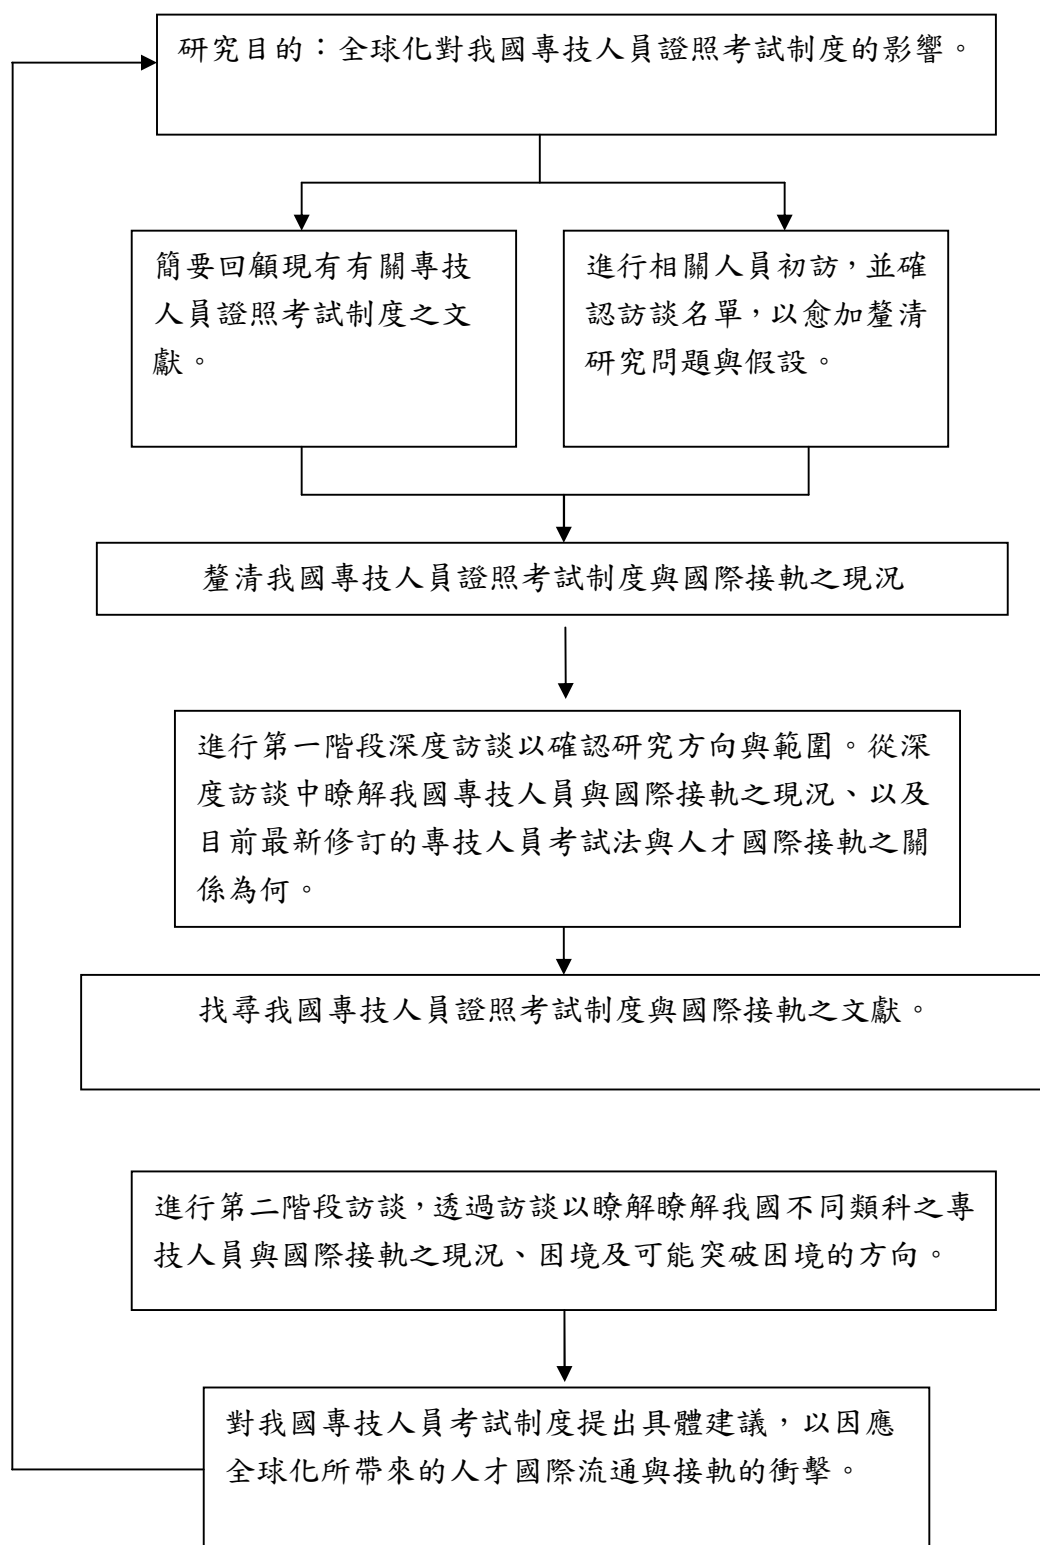 研究目的：全球化對我國專技人員證照考試制度的影響。
簡要回顧現有有關專技
人員證照考試制度之文
獻。
進行相關人員初訪，並確
認訪談名單，以愈加釐清
研究問題與假設。
釐清我國專技人員證照考試制度與國際接軌之現況
進行第一階段深度訪談以確認研究方向與範圍。從深
度訪談中瞭解我國專技人員與國際接軌之現況、以及
目前最新修訂的專技人員考試法與人才國際接軌之關
係為何。
找尋我國專技人員證照考試制度與國際接軌之文獻。
進行第二階段訪談，透過訪談以瞭解瞭解我國不同類科之專
技人員與國際接軌之現況、困境及可能突破困境的方向。
對我國專技人員考試制度提出具體建議，以因應
全球化所帶來的人才國際流通與接軌的衝擊。